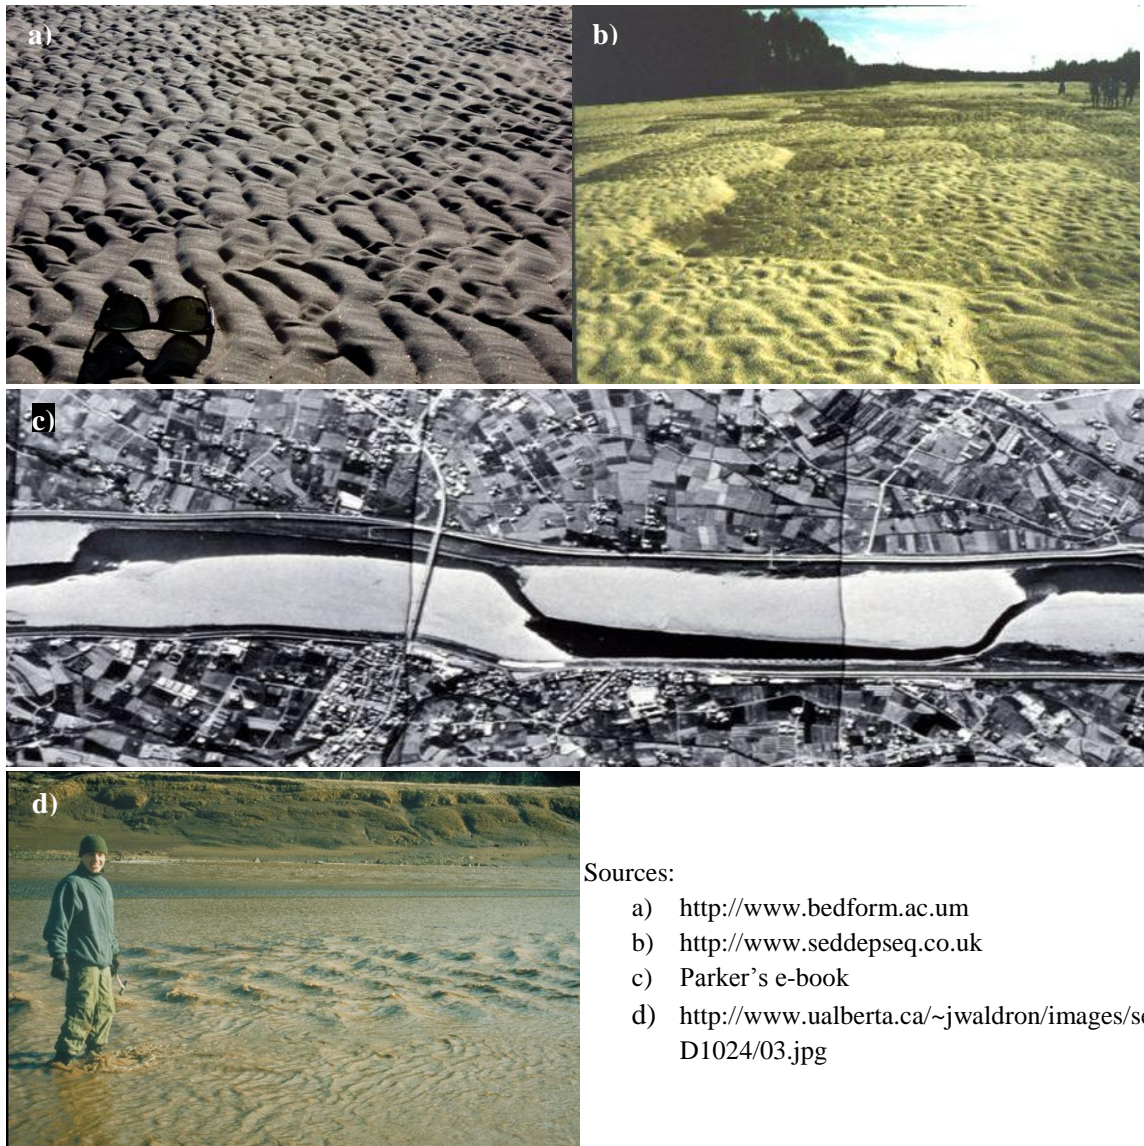 a)
b)
c)
d)
Sources:
a) http://www.bedform.ac.um
b) http://www.seddepseq.co.uk
c) Parker’s e-book
d) http://www.ualberta.ca/~jwaldron/images/se
D1024/03.jpg